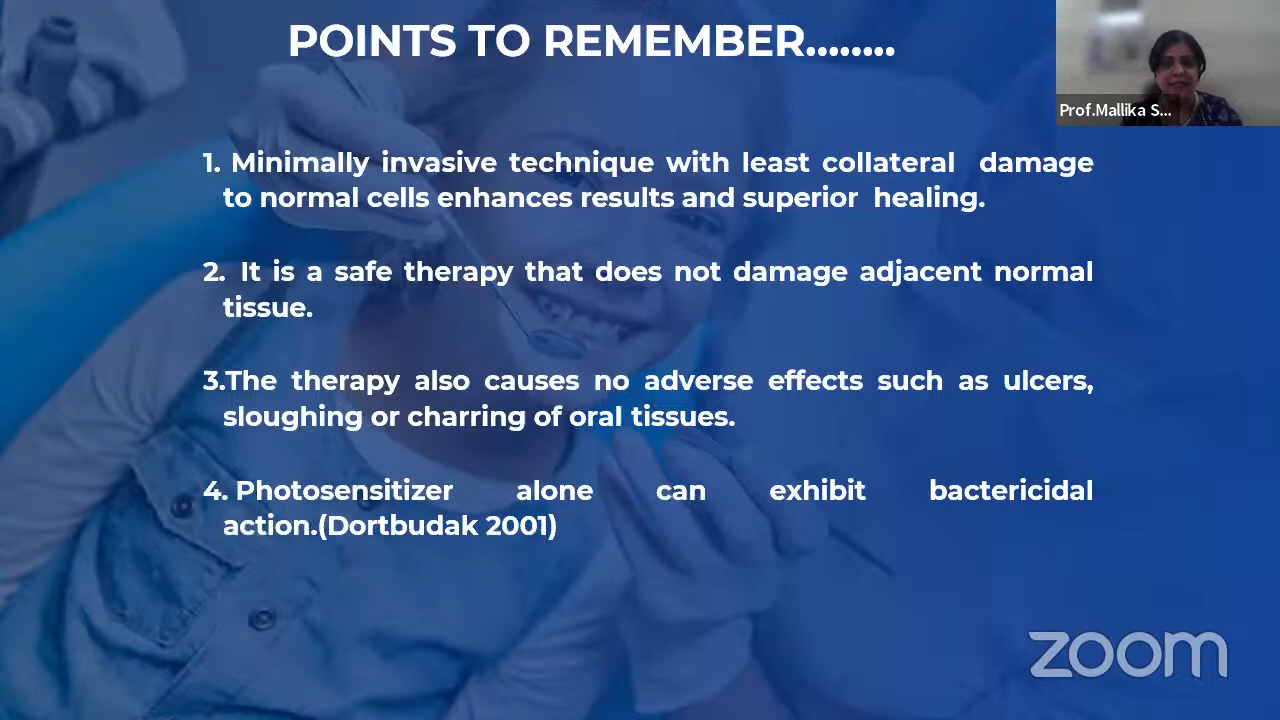 POINTS TO REMEMBER........
Prof.Mallika S...
1. Minimally invasive technique with least collateral damage
to normal cells enhances results and superior healing.
2. It is a safe therapy that does not damage adjacent normal
tissue.
3.The therapy also causes no adverse effects such as ulcers,
sloughing or charring of oral tissues.
4. Photosensitizer alone can exhibit bactericidal
action.(Dortbudak 2001)
zoom